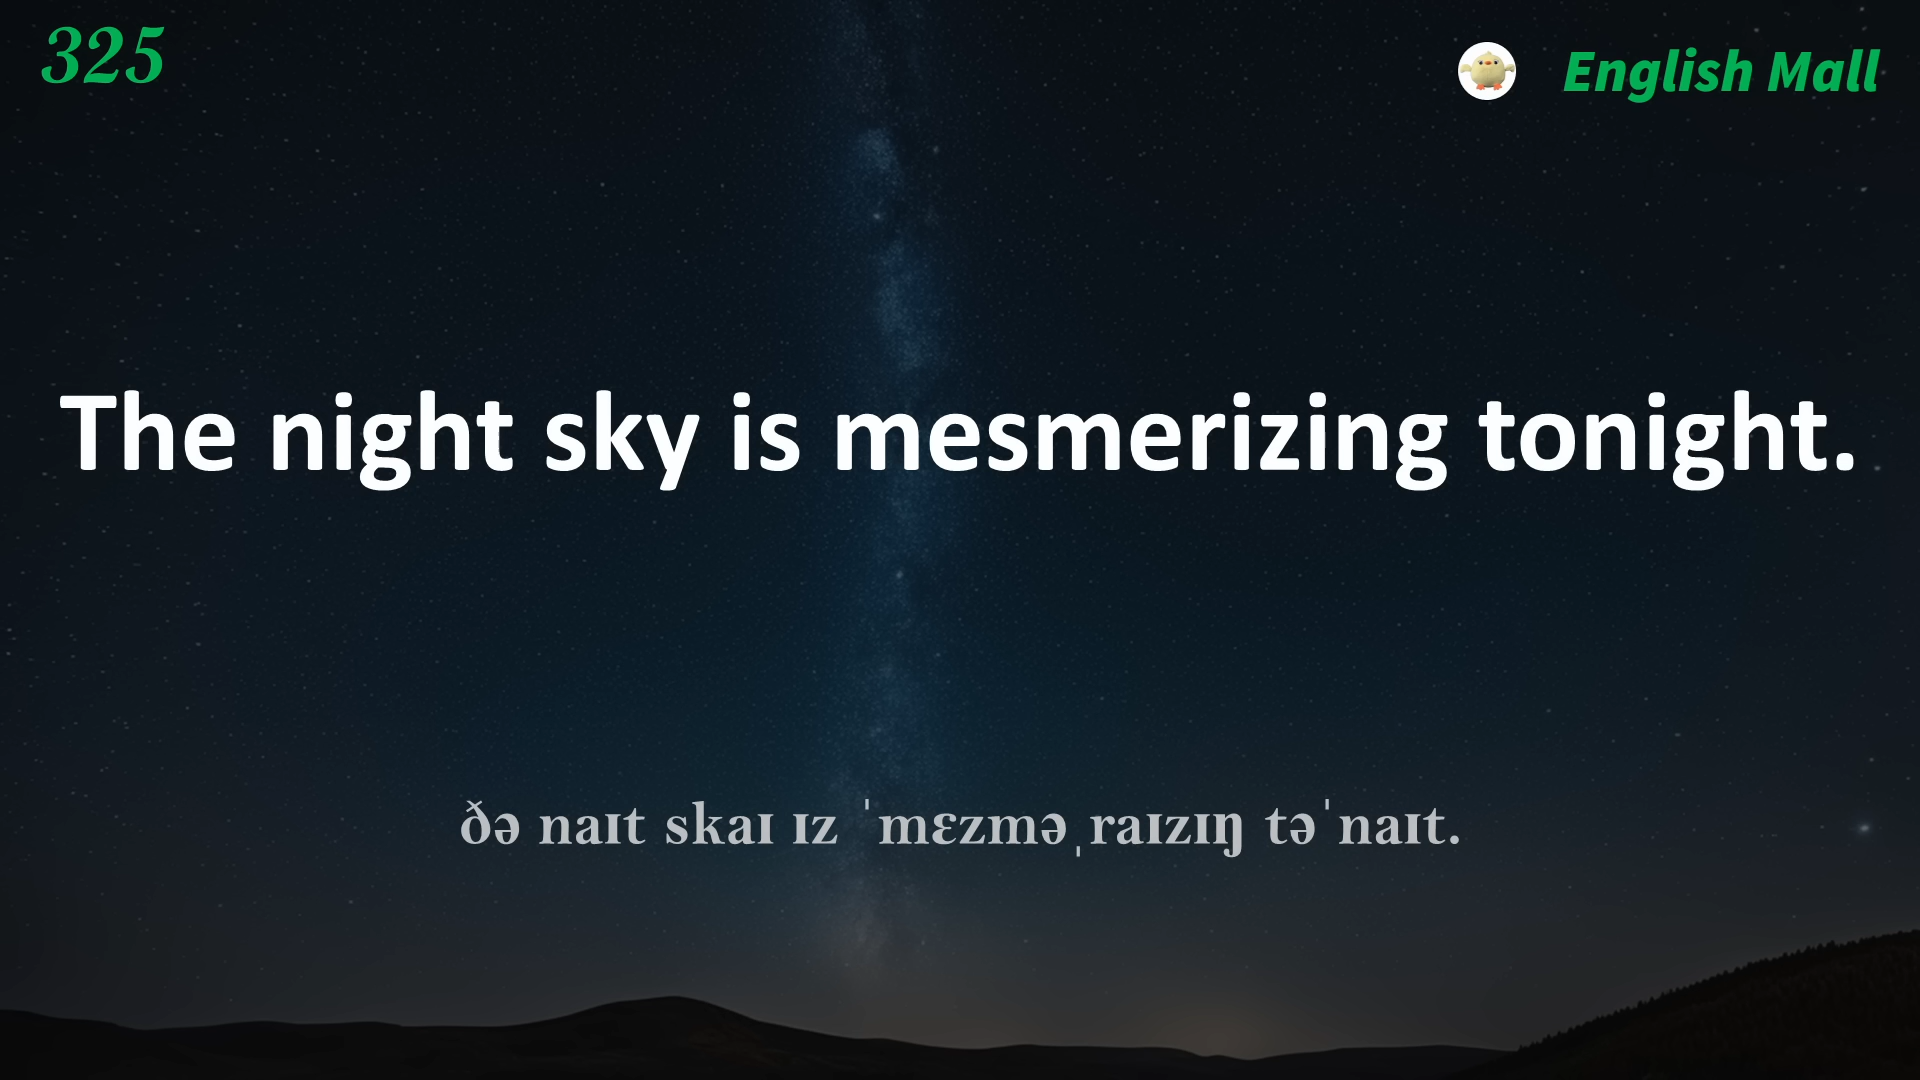 325
English Mall
The night sky is mesmerizing tonight.
ðə naɪt skaɪ ɪz ˈmɛzməˌraɪzɪŋ təˈnaɪt.